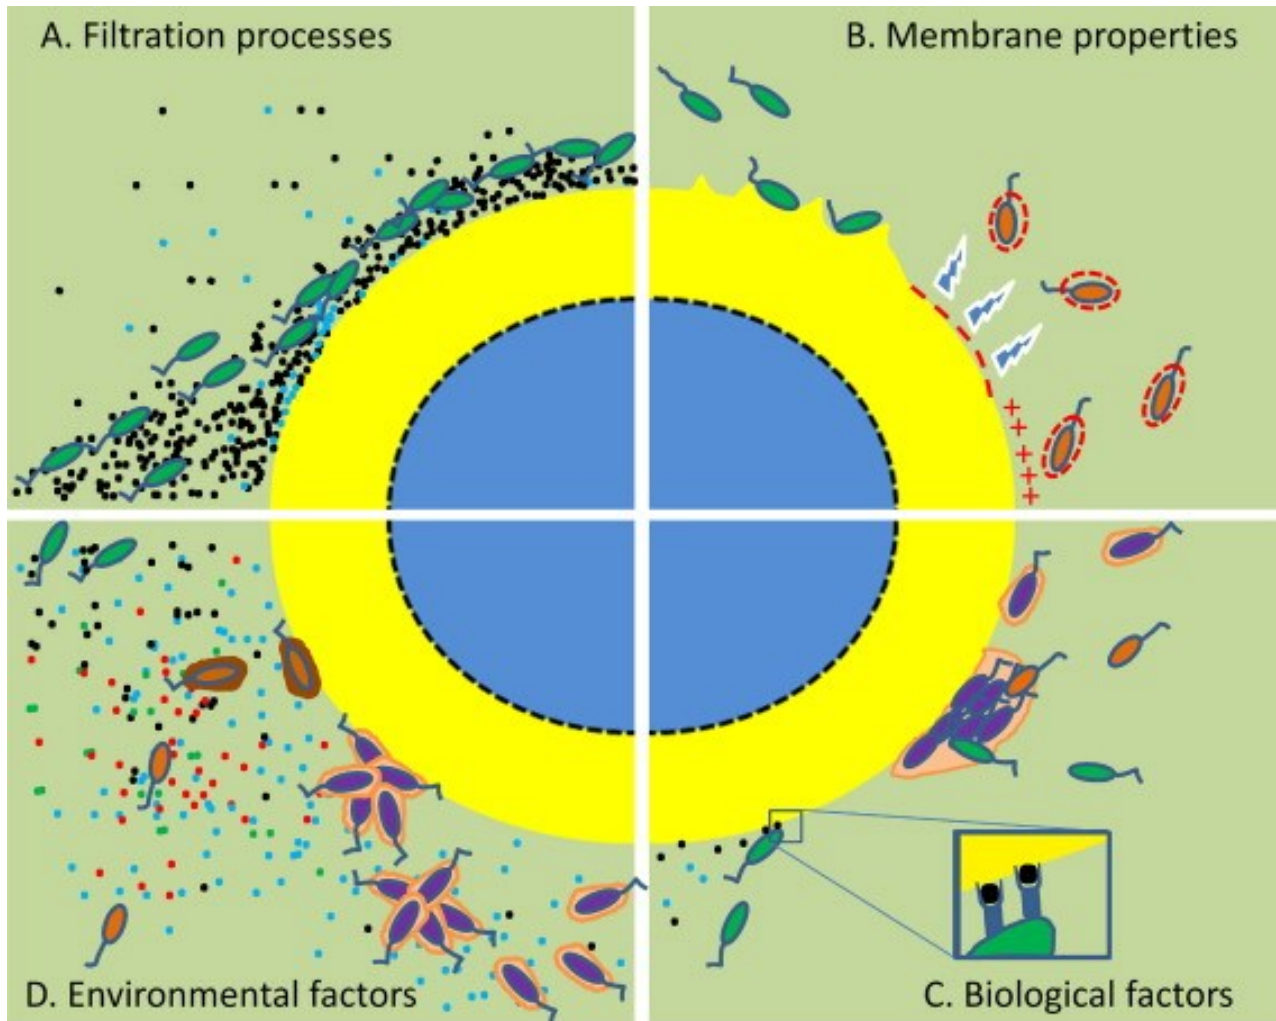 A. Filtration processes
B. Membrane properties
D. Environmental factors
C. Biological factors